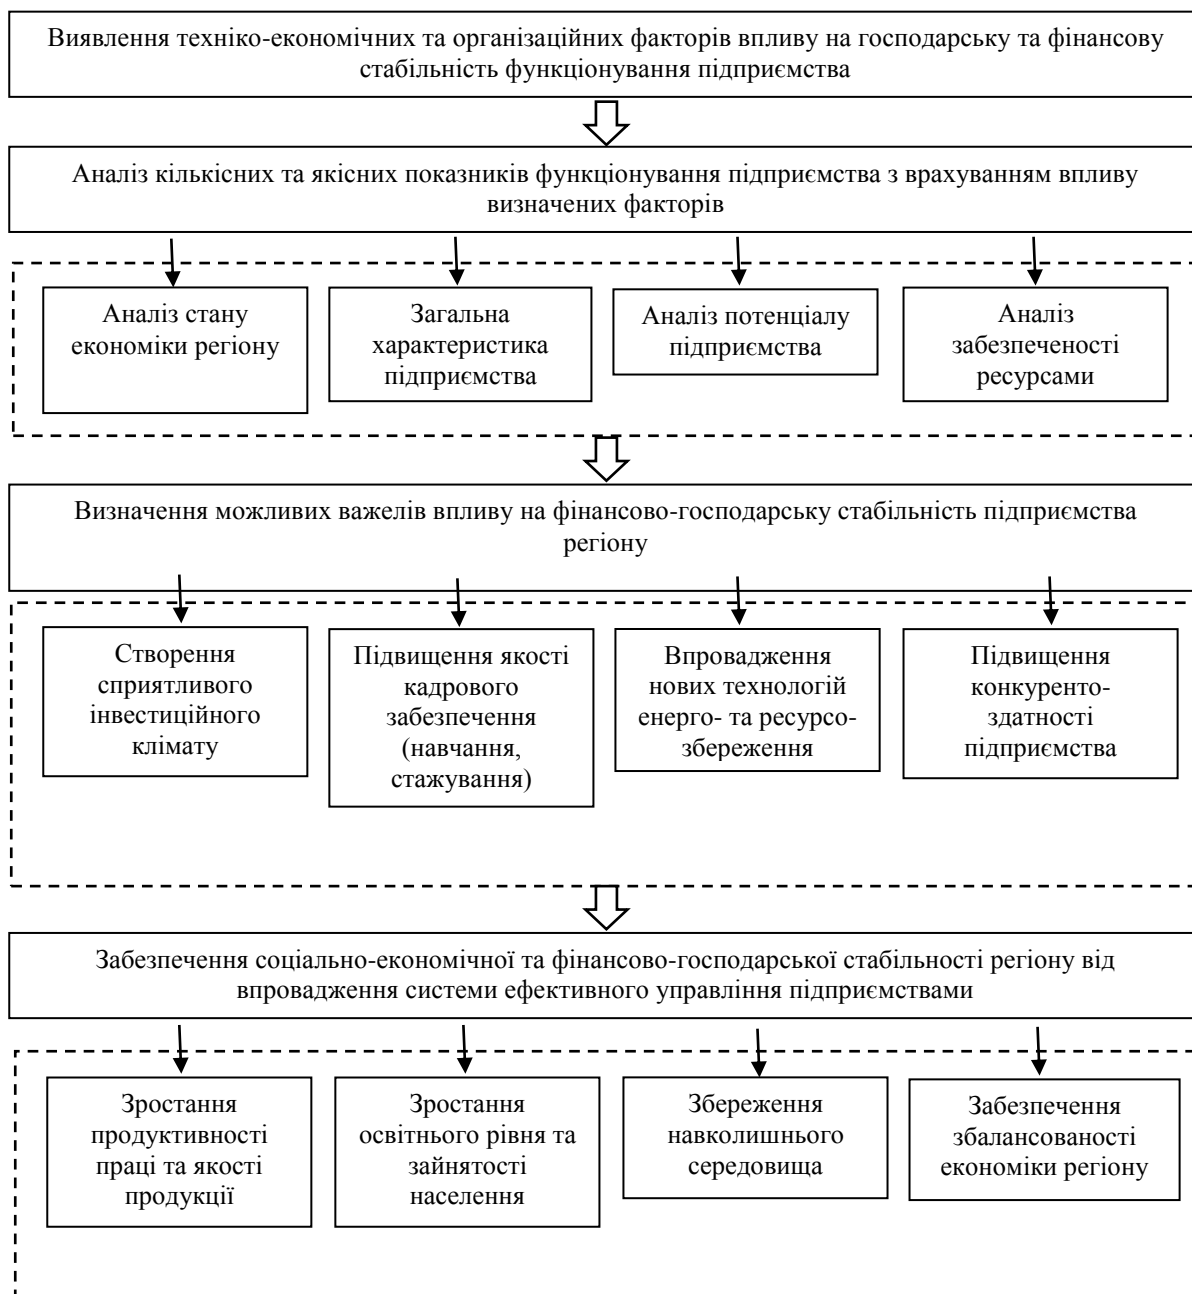 Виявлення техніко-економічних та організаційних факторів впливу на господарську та фінансову
стабільність функціонування підприємства
Аналіз кількісних та якісних показників функціонування підприємства з врахуванням впливу
визначених факторів
Аналіз стану
економіки регіону
Загальна
характеристика
підприємства
Аналіз потенціалу
підприємства
Аналіз
забезпеченості
ресурсами
Визначення можливих важелів впливу на фінансово-господарську стабільність підприємства
регіону
Створення
сприятливого
інвестиційного
клімату
Підвищення якості
кадрового
забезпечення
(навчання,
стажування)
Впровадження
нових технологій
енерго- та ресурсо-
збереження
Підвищення
конкуренто-
здатності
підприємства
Забезпечення соціально-економічної та фінансово-господарської стабільності регіону від
впровадження системи ефективного управління підприємствами
Зростання
продуктивності
праці та якості
продукції
Зростання
освітнього рівня та
зайнятості
населення
Збереження
навколишнього
середовища
Забезпечення
збалансованості
економіки регіону